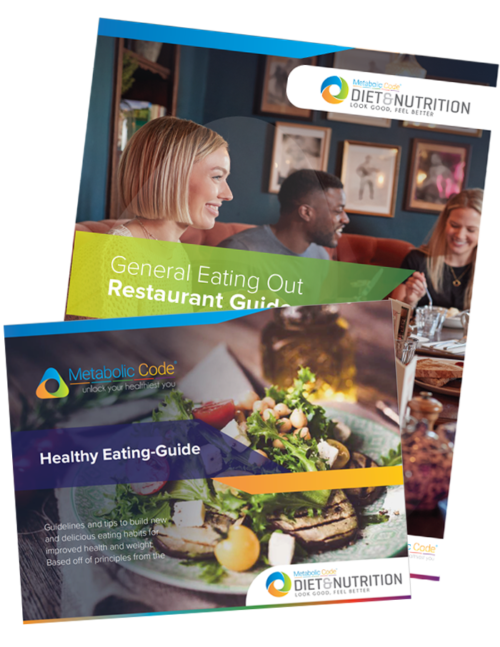 Metabolic Code®
DIET&NUTRITION
LOOK GOOD, FEEL BETTER
General Eating Out
Restaurant Guide
Metabolic Code®
unlock your healthiest you
Healthy Eating-Guide
Guidelines and tips to build new
and delicious eating habits for
improved health and weight.
Based off of principles from the
Code®
Metabolic Code®
DIET&NUTRITION
LOOK GOOD, FEEL BETTER